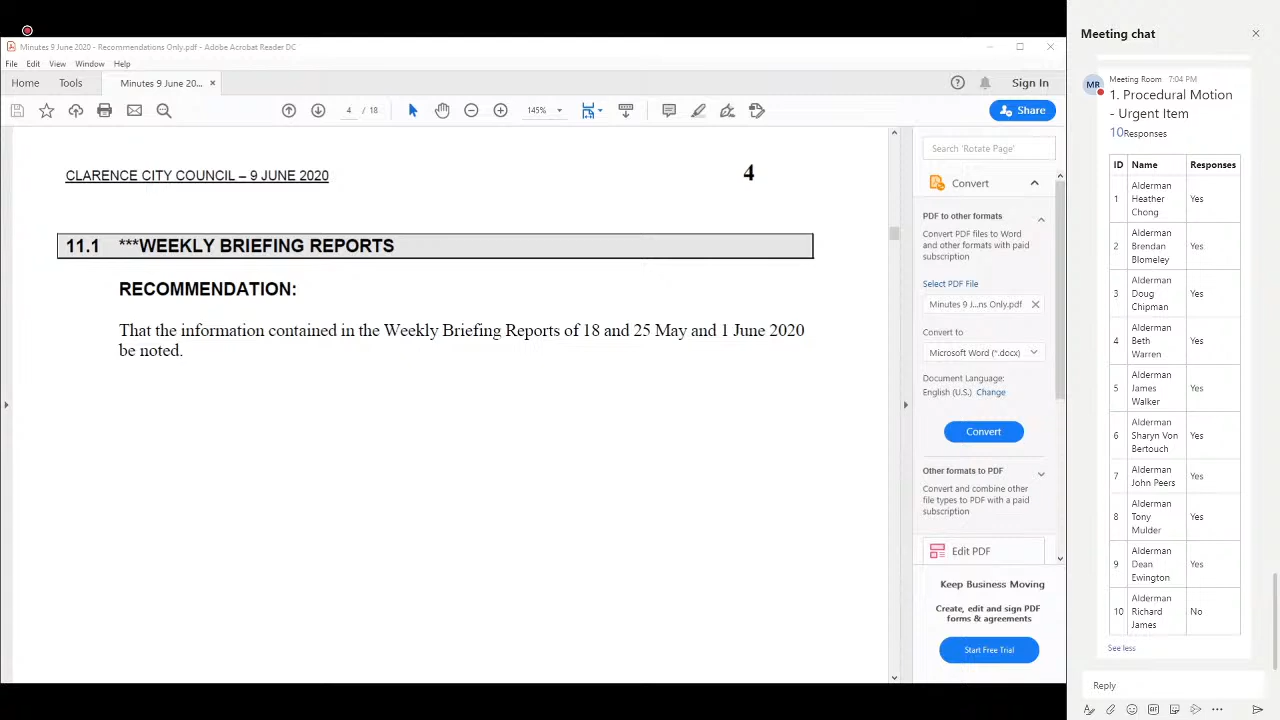 Minutes 9 June 2020 - Recommendations Only.pdf - Adobe Acrobat Reader DC
File Edit View Window Help
Home Tools Minutes 9 June 20... × Sign In
4 / 18 145% Share
CLARENCE CITY COUNCIL – 9 JUNE 2020 4
11.1 ***WEEKLY BRIEFING REPORTS
RECOMMENDATION:
That the information contained in the Weekly Briefing Reports of 18 and 25 May and 1 June 2020
be noted.
Search 'Rotate Page'
Convert
PDF to other formats
Convert PDF files to Word
and other formats with paid
subscription
Select PDF File
Minutes 9 J...ns Only.pdf
Convert to
Microsoft Word (*.docx)
Document Language:
English (U.S.) Change
Convert
Other formats to PDF
Convert and combine other
file types to PDF with a paid
subscription
Edit PDF
Keep Business Moving
Create, edit and sign PDF
forms & agreements
Start Free Trial
Meeting chat
MR
Meeting Room 7:04 PM
1. Procedural Motion
- Urgent Item
10Responses
ID Name Responses
1 Alderman Heather Chong Yes
2 Alderman Brendan Blomeley Yes
3 Alderman Doug Chipman Yes
4 Alderman Beth Warren Yes
5 Alderman James Walker Yes
6 Alderman Sharyn Von Bertouch Yes
7 Alderman John Peers Yes
8 Alderman Tony Mulder Yes
9 Alderman Dean Ewington Yes
10 Alderman Richard James No
See less
Reply
GIF